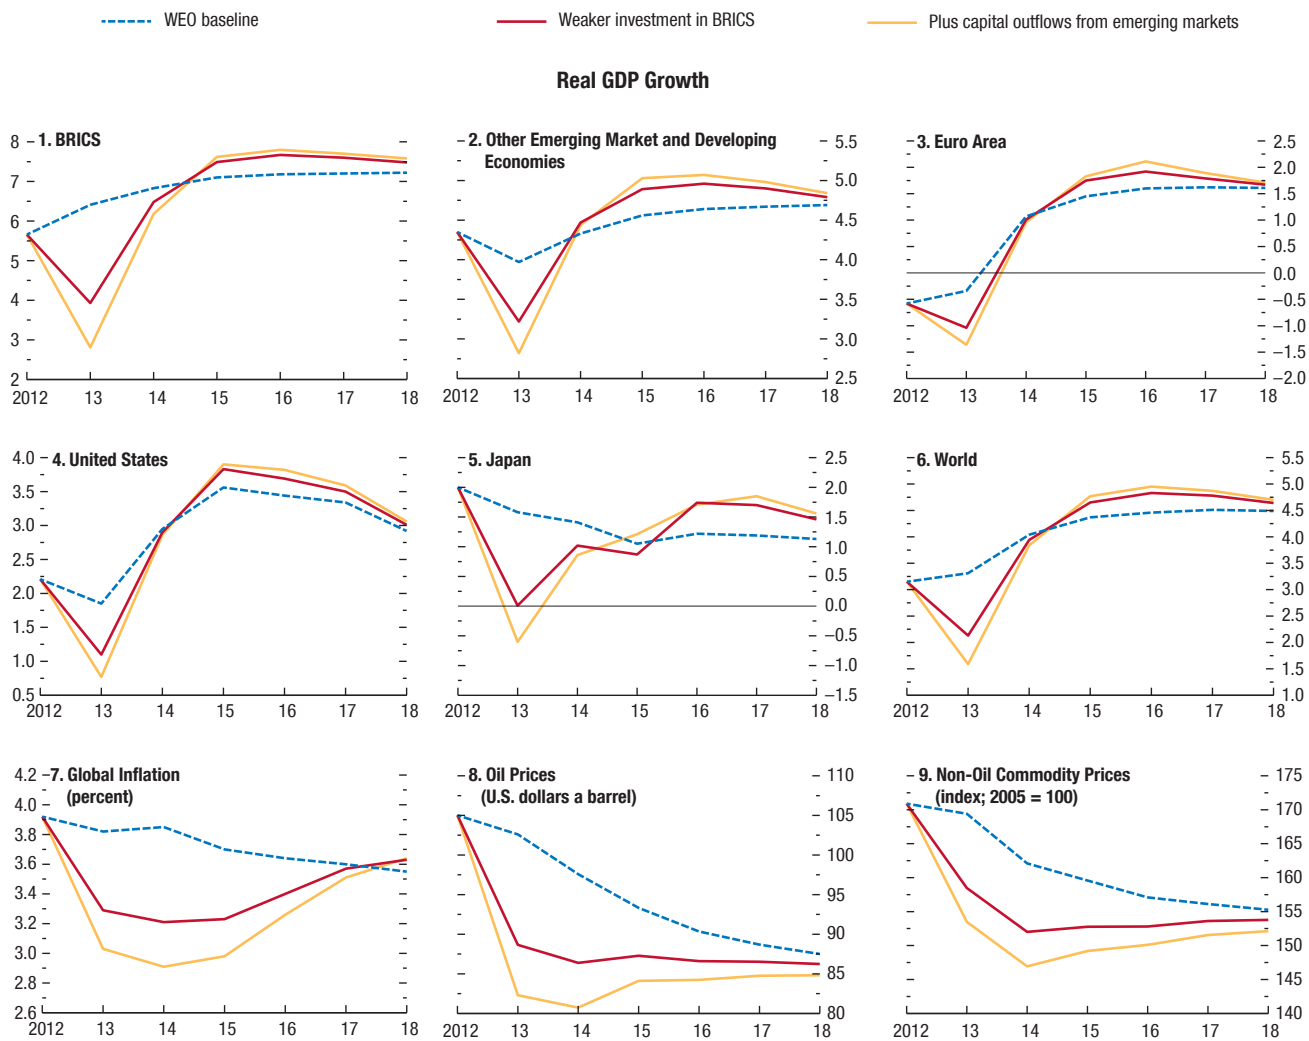 WEO baseline
Weaker investment in BRICS
Plus capital outflows from emerging markets
Real GDP Growth
1. BRICS
8
7
6
5
4
3
2
2012 13 14 15 16 17 18
2. Other Emerging Market and Developing
Economies
5.5
5.0
4.5
4.0
3.5
3.0
2.5
2012 13 14 15 16 17 18
3. Euro Area
2.5
2.0
1.5
1.0
0.5
0.0
–0.5
–1.0
–1.5
–2.0
2012 13 14 15 16 17 18
4. United States
4.0
3.5
3.0
2.5
2.0
1.5
1.0
0.5
2012 13 14 15 16 17 18
5. Japan
2.5
2.0
1.5
1.0
0.5
0.0
–0.5
–1.0
–1.5
2012 13 14 15 16 17 18
6. World
5.5
5.0
4.5
4.0
3.5
3.0
2.5
2.0
1.5
1.0
2012 13 14 15 16 17 18
7. Global Inflation
(percent)
4.2
4.0
3.8
3.6
3.4
3.2
3.0
2.8
2.6
2012 13 14 15 16 17 18
8. Oil Prices
(U.S. dollars a barrel)
110
105
100
95
90
85
80
2012 13 14 15 16 17 18
9. Non-Oil Commodity Prices
(index; 2005 = 100)
175
170
165
160
155
150
145
140
2012 13 14 15 16 17 18